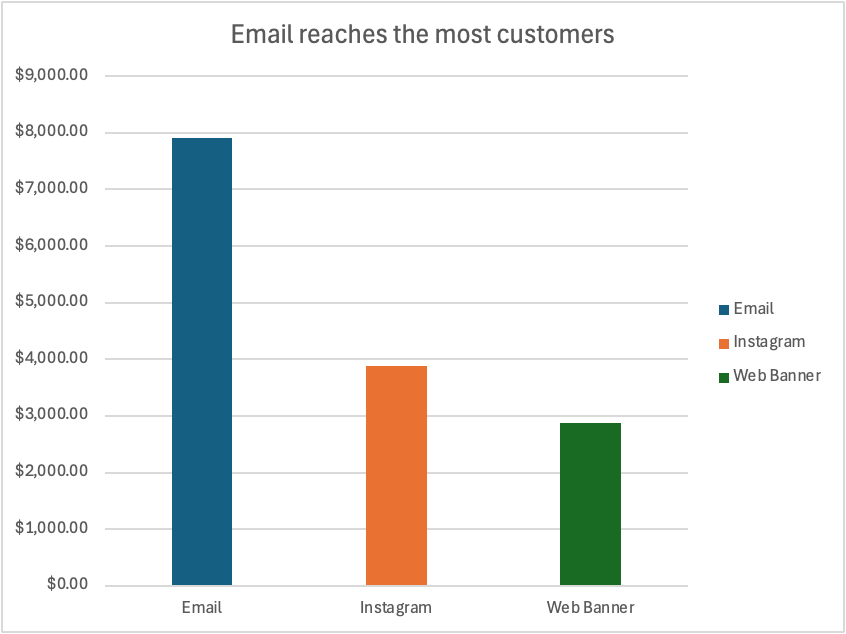 Email reaches the most customers
$9,000.00
$8,000.00
$7,000.00
$6,000.00
$5,000.00
$4,000.00
$3,000.00
$2,000.00
$1,000.00
$0.00
Email
Instagram
Web Banner
Email
Instagram
Web Banner